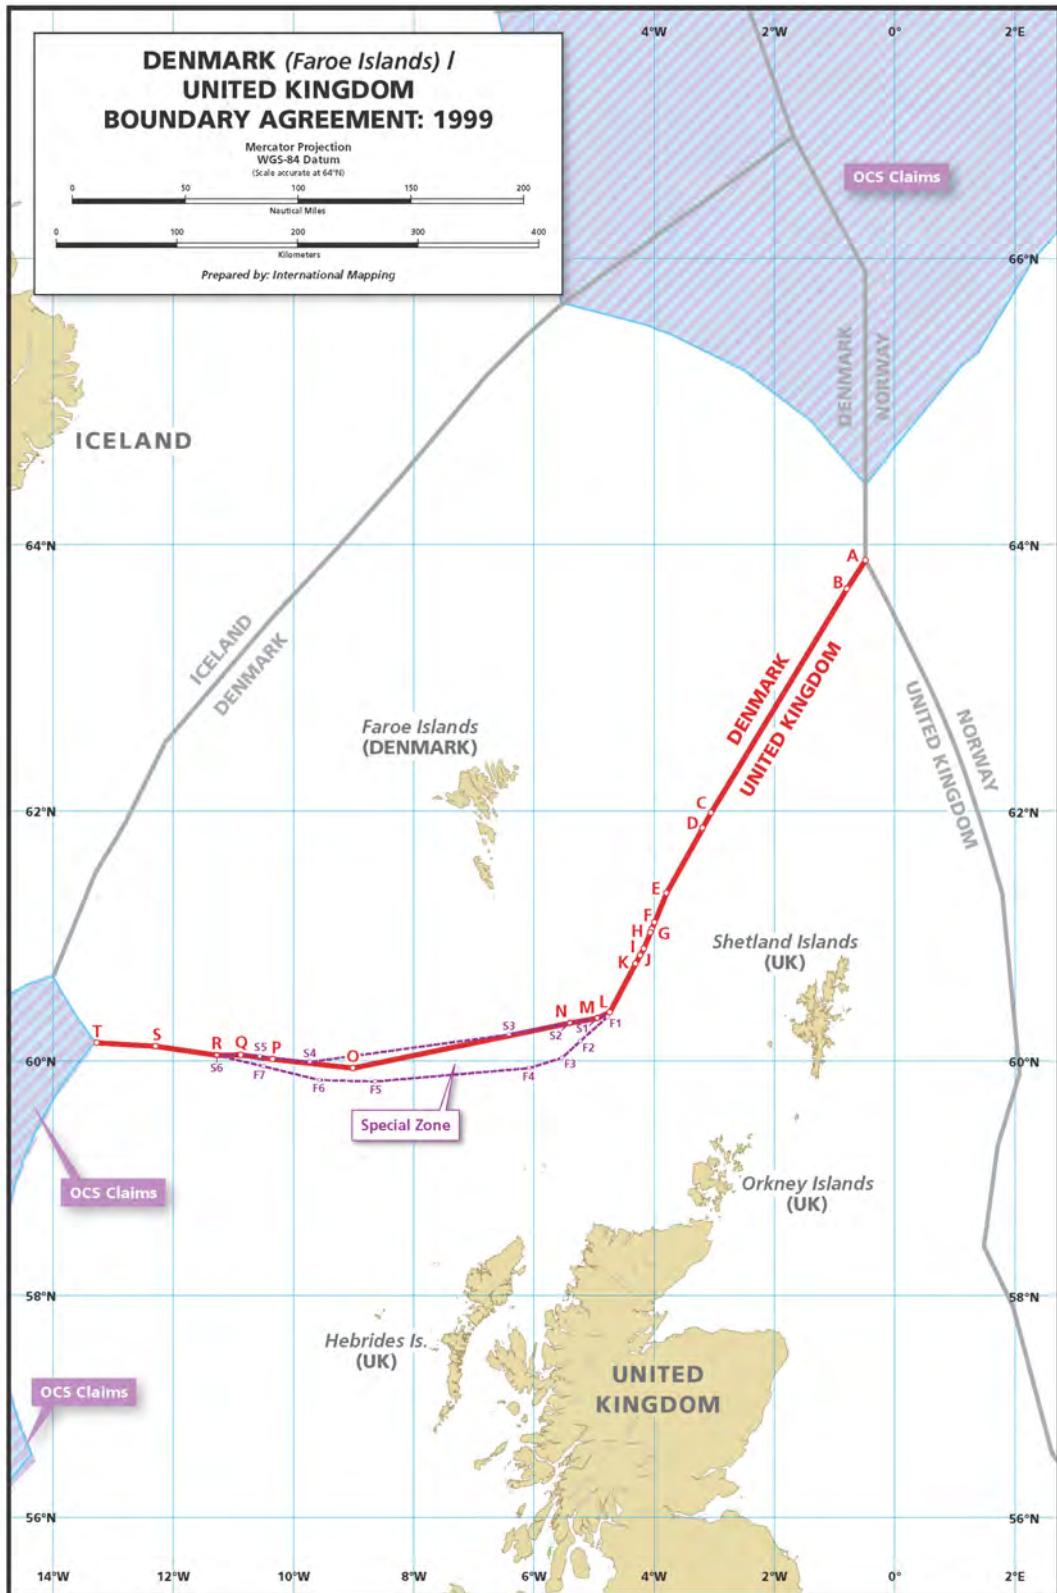 DENMARK (Faroe Islands) /
UNITED KINGDOM
BOUNDARY AGREEMENT: 1999
Mercator Projection
WGS-84 Datum
(Scale accurate at 64°N)
0 50 100 150 200
Nautical Miles
0 100 200 300 400
Kilometers
Prepared by: International Mapping
4°W 2°W 0° 2°E
OCS Claims
66°N
DENMARK
NORWAY
ICELAND
64°N 64°N
A
B
ICELAND
DENMARK
DENMARK
UNITED KINGDOM
NORWAY
UNITED KINGDOM
Faroe Islands
(DENMARK)
62°N 62°N
C
D
E
F
G
H
I
J
K
Shetland Islands
(UK)
L
M
N
F1
S1
S2
S3
F2
F3
F4
60°N 60°N
T S R Q P O
S6 S5 S4
F7 F6 F5
Special Zone
OCS Claims
Orkney Islands
(UK)
58°N 58°N
Hebrides Is.
(UK)
UNITED
KINGDOM
OCS Claims
56°N 56°N
14°W 12°W 10°W 8°W 6°W 4°W 2°W 0° 2°E